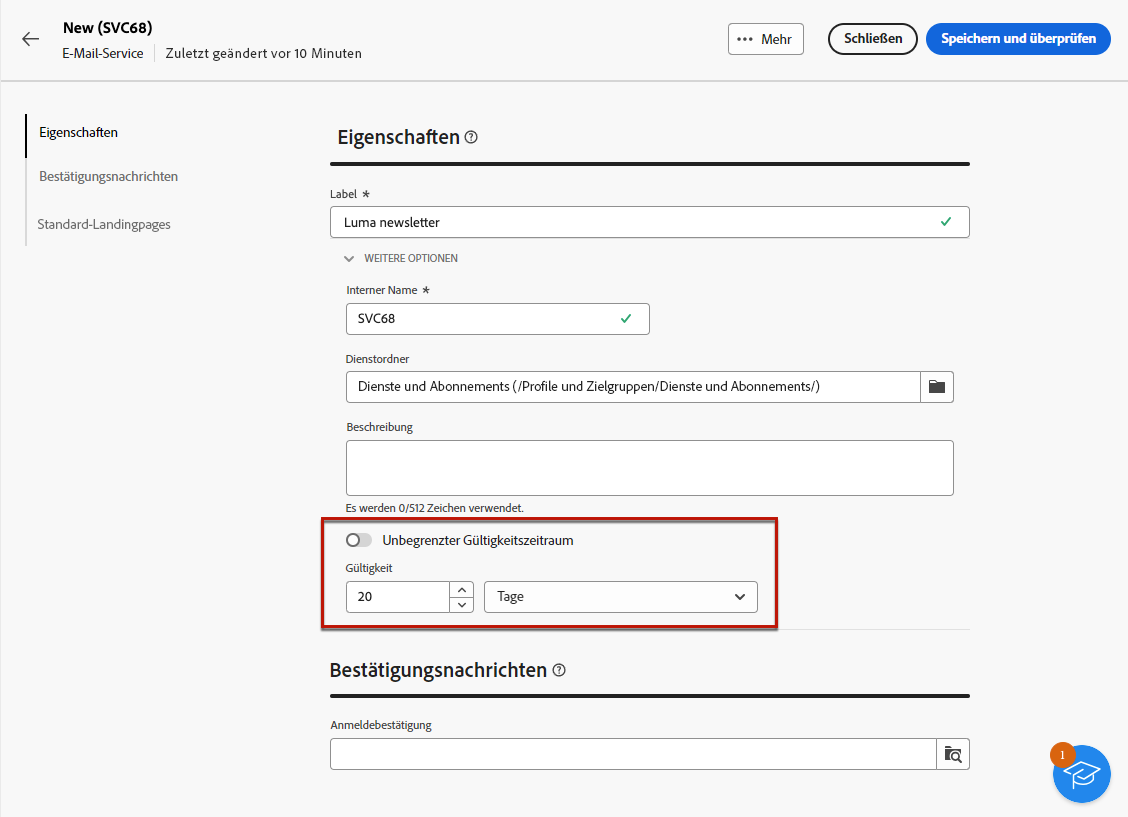 New (SVC68)
E-Mail-Service Zuletzt geändert vor 10 Minuten
Mehr
Schließen
Speichern und überprüfen
Eigenschaften
Bestätigungsnachrichten
Standard-Landingpages
Eigenschaften
Label *
Luma newsletter
WEITERE OPTIONEN
Interner Name *
SVC68
Dienstordner
Dienste und Abonnements (/Profile und Zielgruppen/Dienste und Abonnements/)
Beschreibung
Es werden 0/512 Zeichen verwendet.
Unbegrenzter Gültigkeitszeitraum
Gültigkeit
20 Tage
Bestätigungsnachrichten
Anmeldebestätigung
1